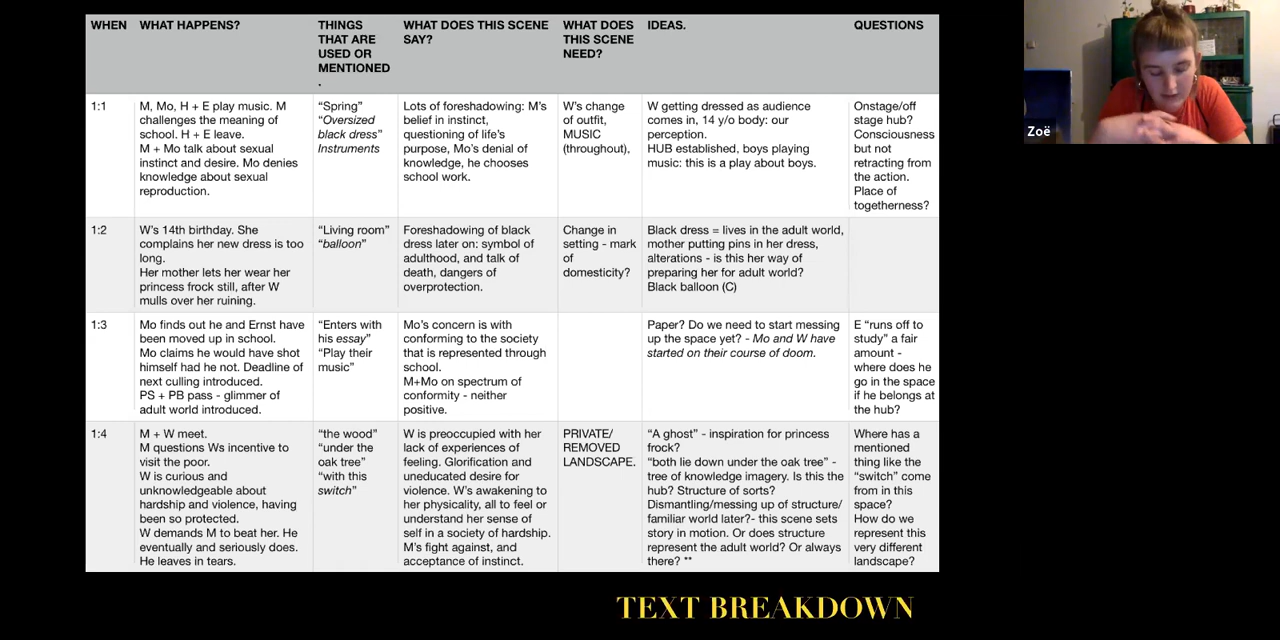 WHEN
WHAT HAPPENS?
THINGS
THAT ARE
USED OR
MENTIONED
.
WHAT DOES THIS SCENE
SAY?
WHAT DOES
THIS SCENE
NEED?
IDEAS.
QUESTIONS
1:1
M, Mo, H + E play music. M
challenges the meaning of
school. H + E leave.
M + Mo talk about sexual
instinct and desire. Mo denies
knowledge about sexual
reproduction.
“Spring”
“Oversized
black dress”
Instruments
Lots of foreshadowing: M’s
belief in instinct,
questioning of life’s
purpose, Mo’s denial of
knowledge, he chooses
school work.
W’s change
of outfit,
MUSIC
(throughout),
W getting dressed as audience
comes in, 14 y/o body: our
perception.
HUB established, boys playing
music: this is a play about boys.
Onstage/off
stage hub?
Consciousness
but not
retracting from
the action.
Place of
togetherness?
1:2
W’s 14th birthday. She
complains her new dress is too
long.
Her mother lets her wear her
princess frock still, after W
mulls over her ruining.
“Living room”
“balloon”
Foreshadowing of black
dress later on: symbol of
adulthood, and talk of
death, dangers of
overprotection.
Change in
setting - mark
of
domesticity?
Black dress = lives in the adult world,
mother putting pins in her dress,
alterations - is this her way of
preparing her for adult world?
Black balloon (C)
1:3
Mo finds out he and Ernst have
been moved up in school.
Mo claims he would have shot
himself had he not. Deadline of
next culling introduced.
PS + PB pass - glimmer of
adult world introduced.
“Enters with
his essay”
“Play their
music”
Mo’s concern is with
conforming to the society
that is represented through
school.
M+Mo on spectrum of
conformity - neither
positive.
Paper? Do we need to start messing
up the space yet? - Mo and W have
started on their course of doom.
E “runs off to
study” a fair
amount -
where does he
go in the space
if he belongs at
the hub?
1:4
M + W meet.
M questions Ws incentive to
visit the poor.
W is curious and
unknowledgeable about
hardship and violence, having
been so protected.
W demands M to beat her. He
eventually and seriously does.
He leaves in tears.
“the wood”
“under the
oak tree”
“with this
switch”
W is preoccupied with her
lack of experiences of
feeling. Glorification and
uneducated desire for
violence. W’s awakening to
her physicality, all to feel or
understand her sense of
self in a society of hardship.
M’s fight against, and
acceptance of instinct.
PRIVATE/
REMOVED
LANDSCAPE.
“A ghost” - inspiration for princess
frock?
“both lie down under the oak tree” -
tree of knowledge imagery. Is this the
hub? Structure of sorts?
Dismantling/messing up of structure/
familiar world later?- this scene sets
story in motion. Or does structure
represent the adult world? Or always
there? **
Where has a
mentioned
thing like the
“switch” come
from in this
space?
How do we
represent this
very different
landscape?
TEXT BREAKDOWN
Zoë